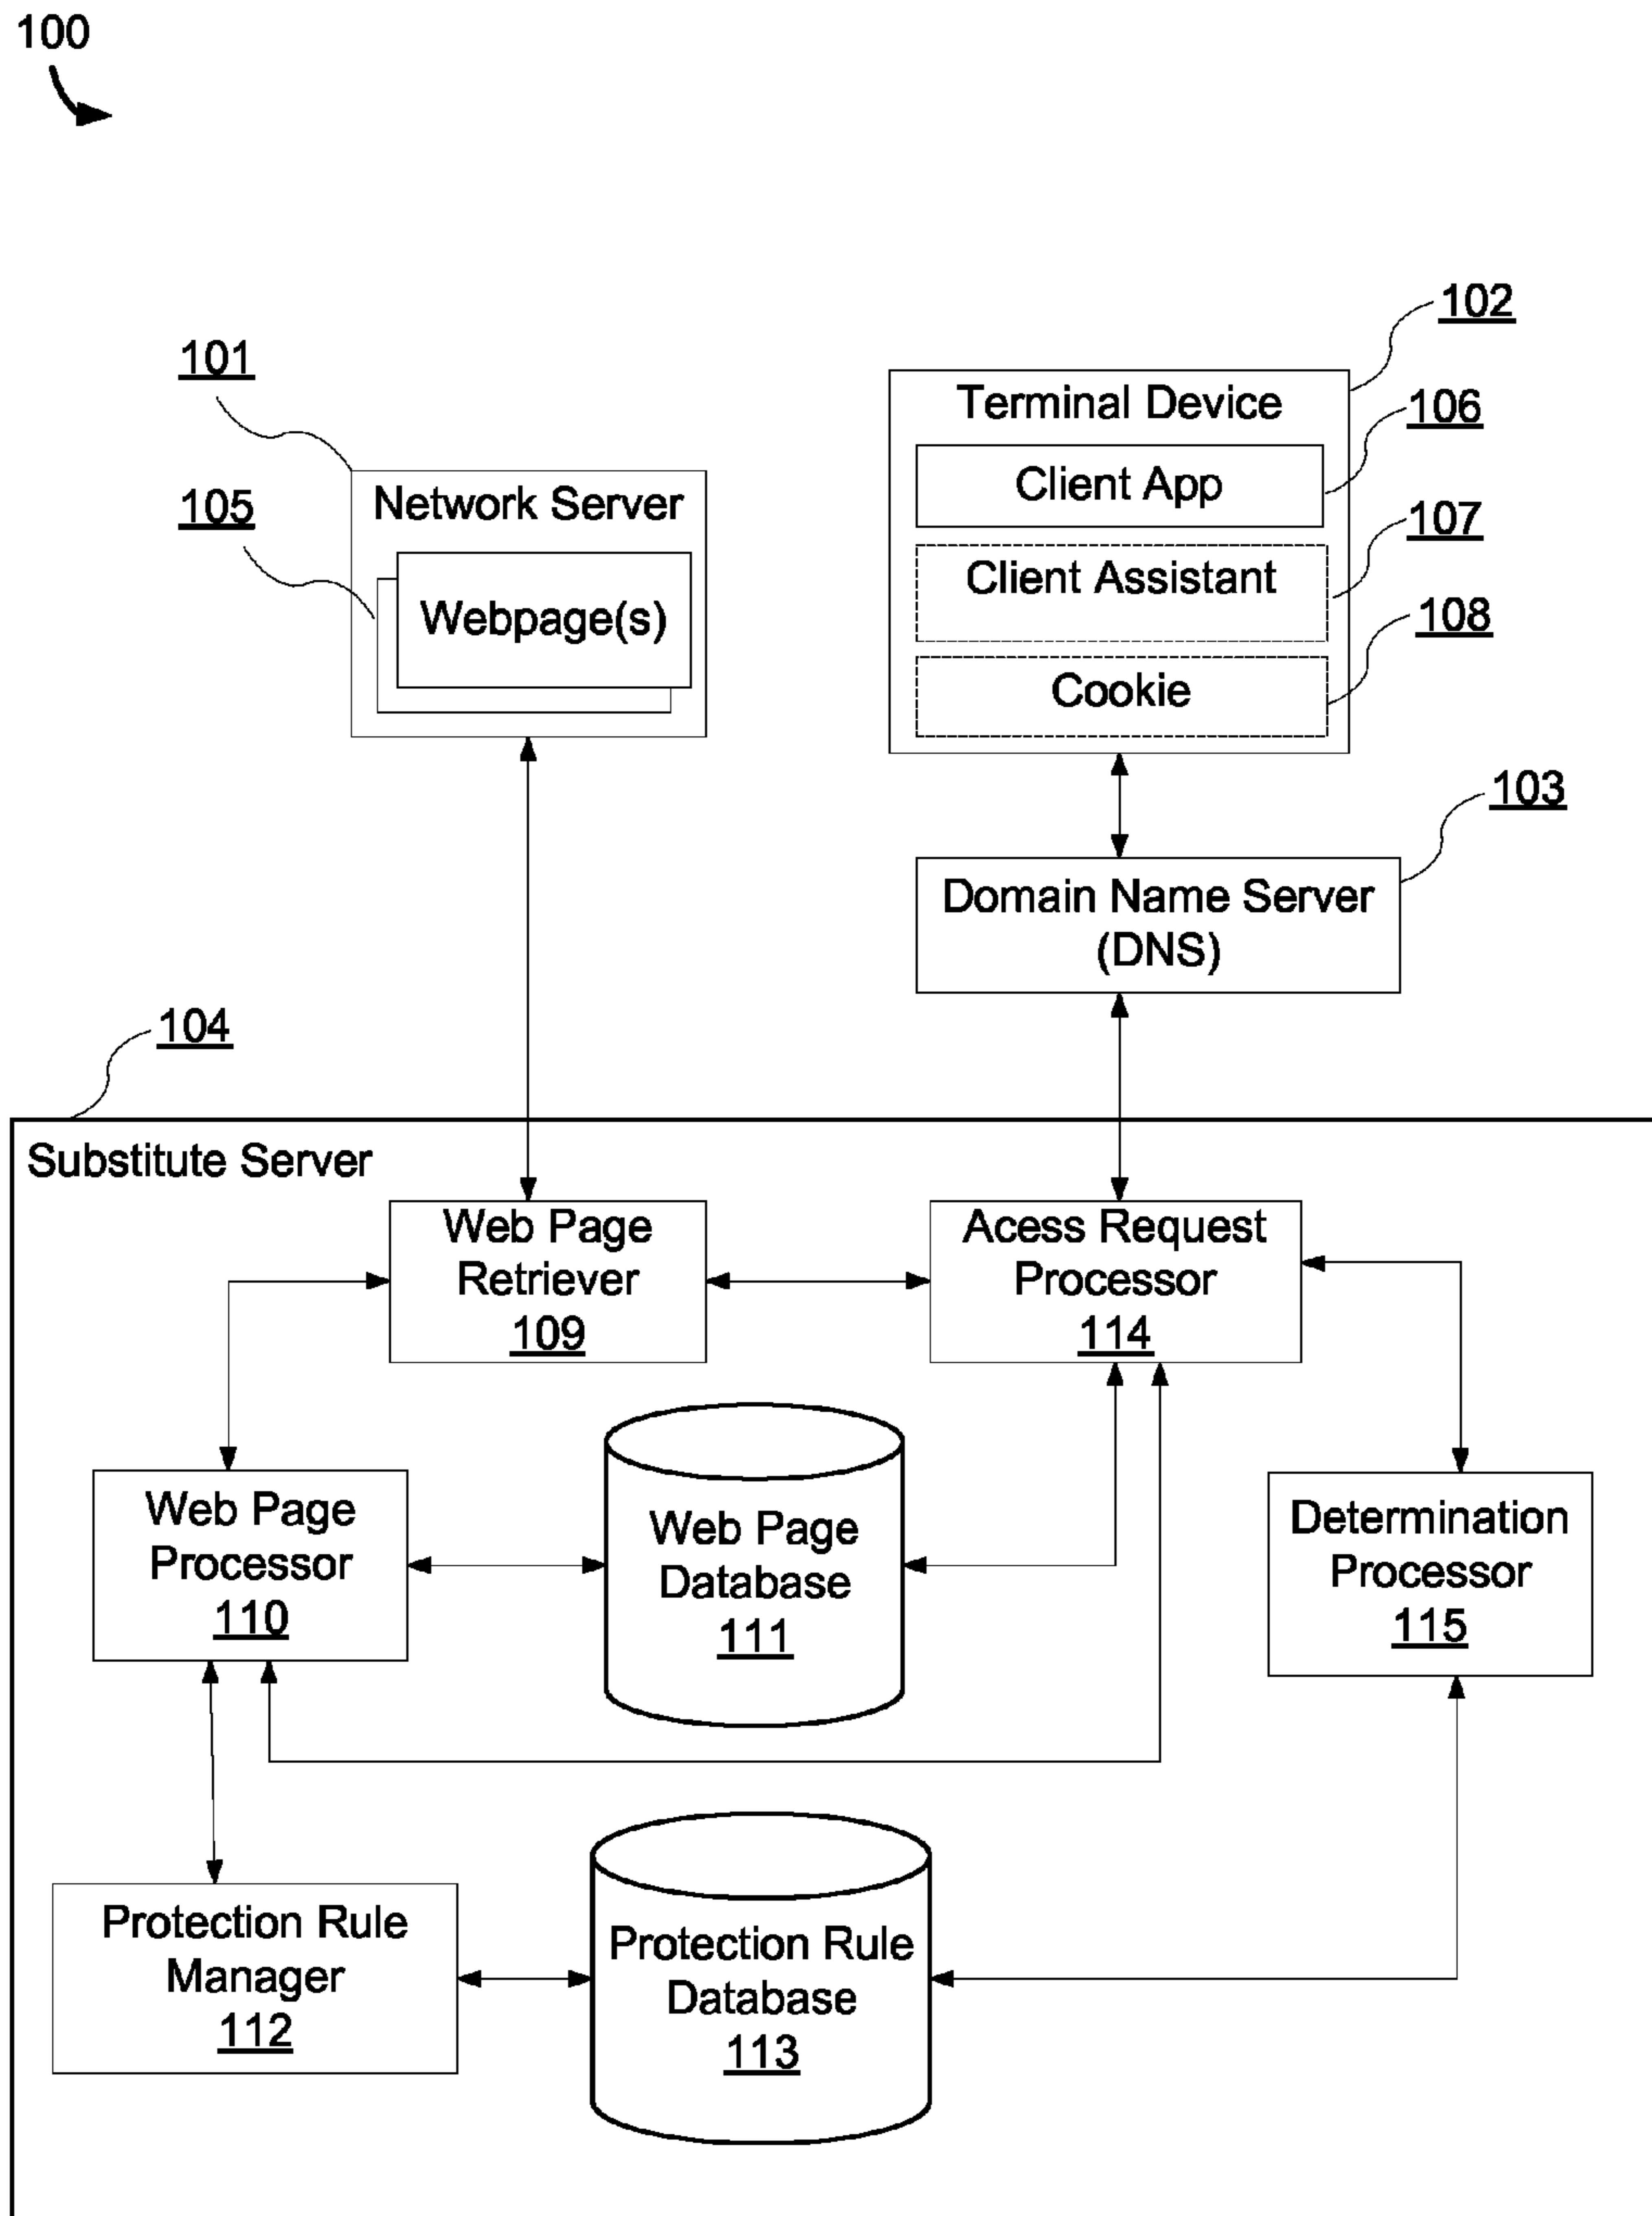 100
102
101
Terminal Device
106
Client App
105
Network Server
107
Client Assistant
Webpage(s)
108
Cookie
103
Domain Name Server
(DNS)
104
Substitute Server
Web Page
Retriever
109
Acess Request
Processor
114
Web Page
Processor
110
Web Page
Database
111
Determination
Processor
115
Protection Rule
Manager
112
Protection Rule
Database
113